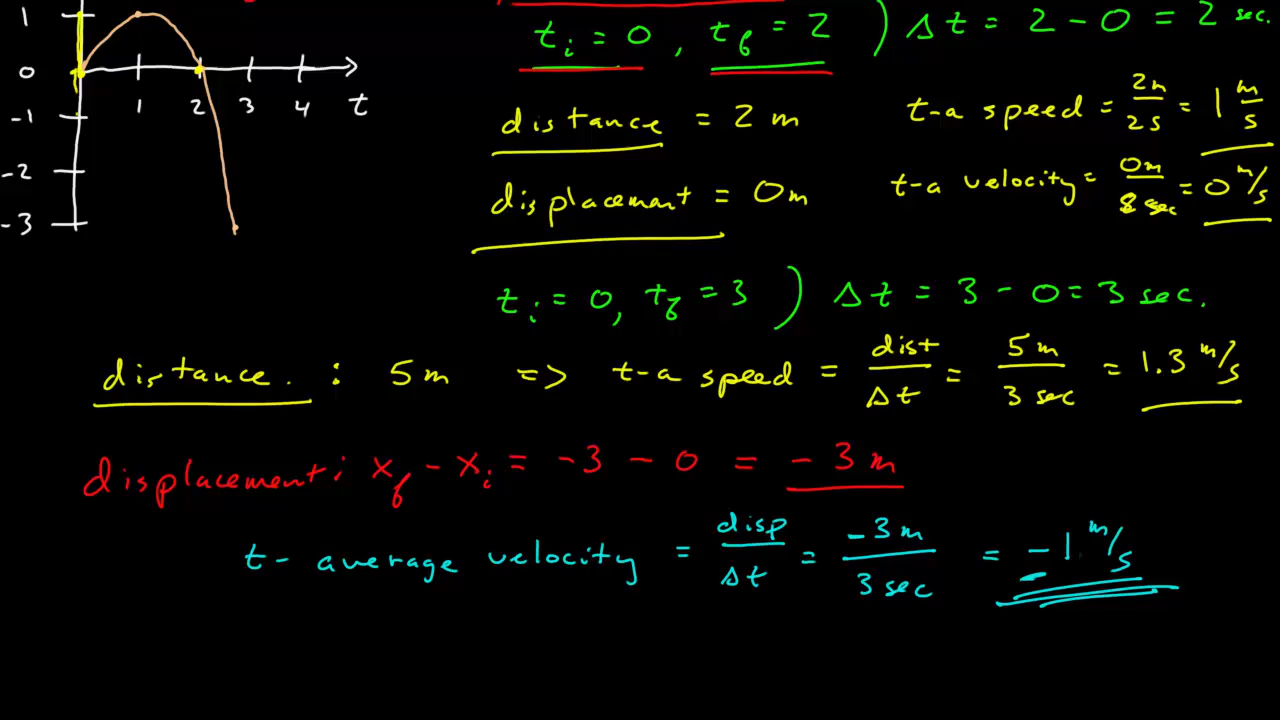 1
0
-1
-2
-3
1 2 3 4 t
t_i = 0, t_f = 2 ) Δt = 2 - 0 = 2 sec.
distance = 2 m
t-a speed = 2m/2s = 1 m/s
displacement = 0m
t-a velocity = 0m/2 sec = 0 m/s
t_i = 0, t_f = 3 ) Δt = 3 - 0 = 3 sec.
distance. : 5m => t-a speed = dist/Δt = 5m/3 sec = 1.3 m/s
displacement: x_f - x_i = -3 - 0 = -3m
t- average velocity = disp/Δt = -3m/3 sec = -1 m/s